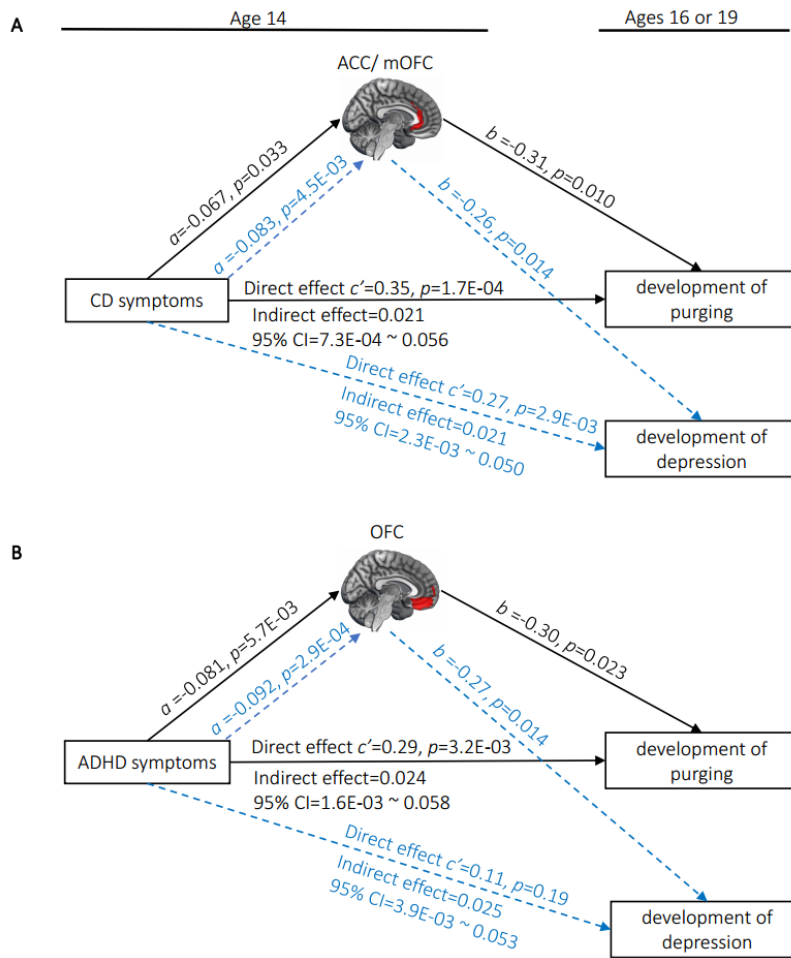 A
Age 14
Ages 16 or 19
ACC/ mOFC
a=-0.067, p=0.033
a=-0.083, p=4.5E-03
b =-0.31, p=0.010
b =-0.26, p=0.014
CD symptoms
Direct effect c’=0.35, p=1.7E-04
Indirect effect=0.021
95% CI=7.3E-04 ~ 0.056
development of
purging
Direct effect c’=0.27, p=2.9E-03
Indirect effect=0.021
95% CI=2.3E-03 ~ 0.050
development of
depression
B
OFC
a =-0.081, p=5.7E-03
a =-0.092, p=2.9E-04
b =-0.30, p=0.023
b =-0.27, p=0.014
ADHD symptoms
Direct effect c’=0.29, p=3.2E-03
Indirect effect=0.024
95% CI=1.6E-03 ~ 0.058
development of
purging
Direct effect c’=0.11, p=0.19
Indirect effect=0.025
95% CI=3.9E-03 ~ 0.053
development of
depression